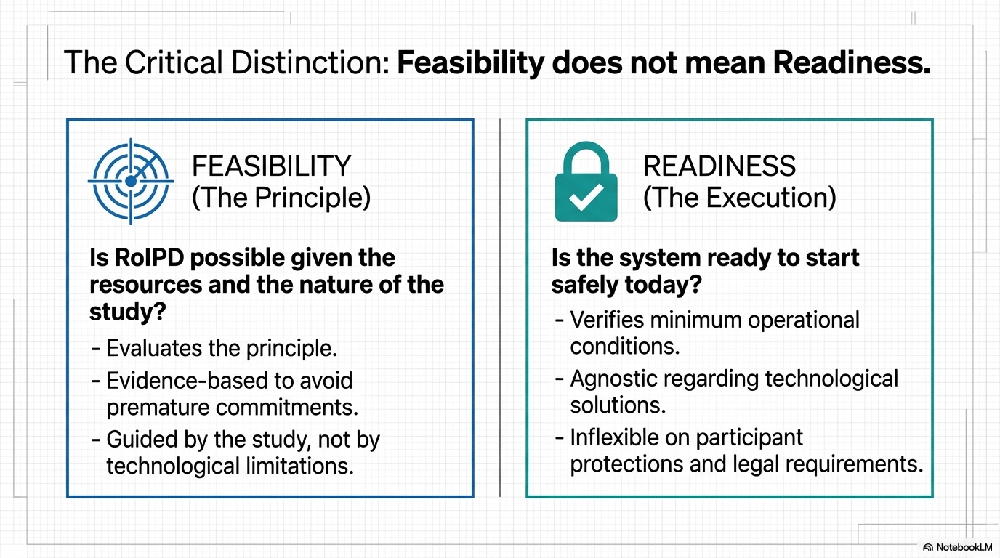 The Critical Distinction: Feasibility does not mean Readiness.
FEASIBILITY
(The Principle)
Is RoIPD possible given the
resources and the nature of the
study?
- Evaluates the principle.
- Evidence-based to avoid
premature commitments.
- Guided by the study, not by
technological limitations.
READINESS
(The Execution)
Is the system ready to start
safely today?
- Verifies minimum operational
conditions.
- Agnostic regarding technological
solutions.
- Inflexible on participant
protections and legal requirements.
NotebookLM